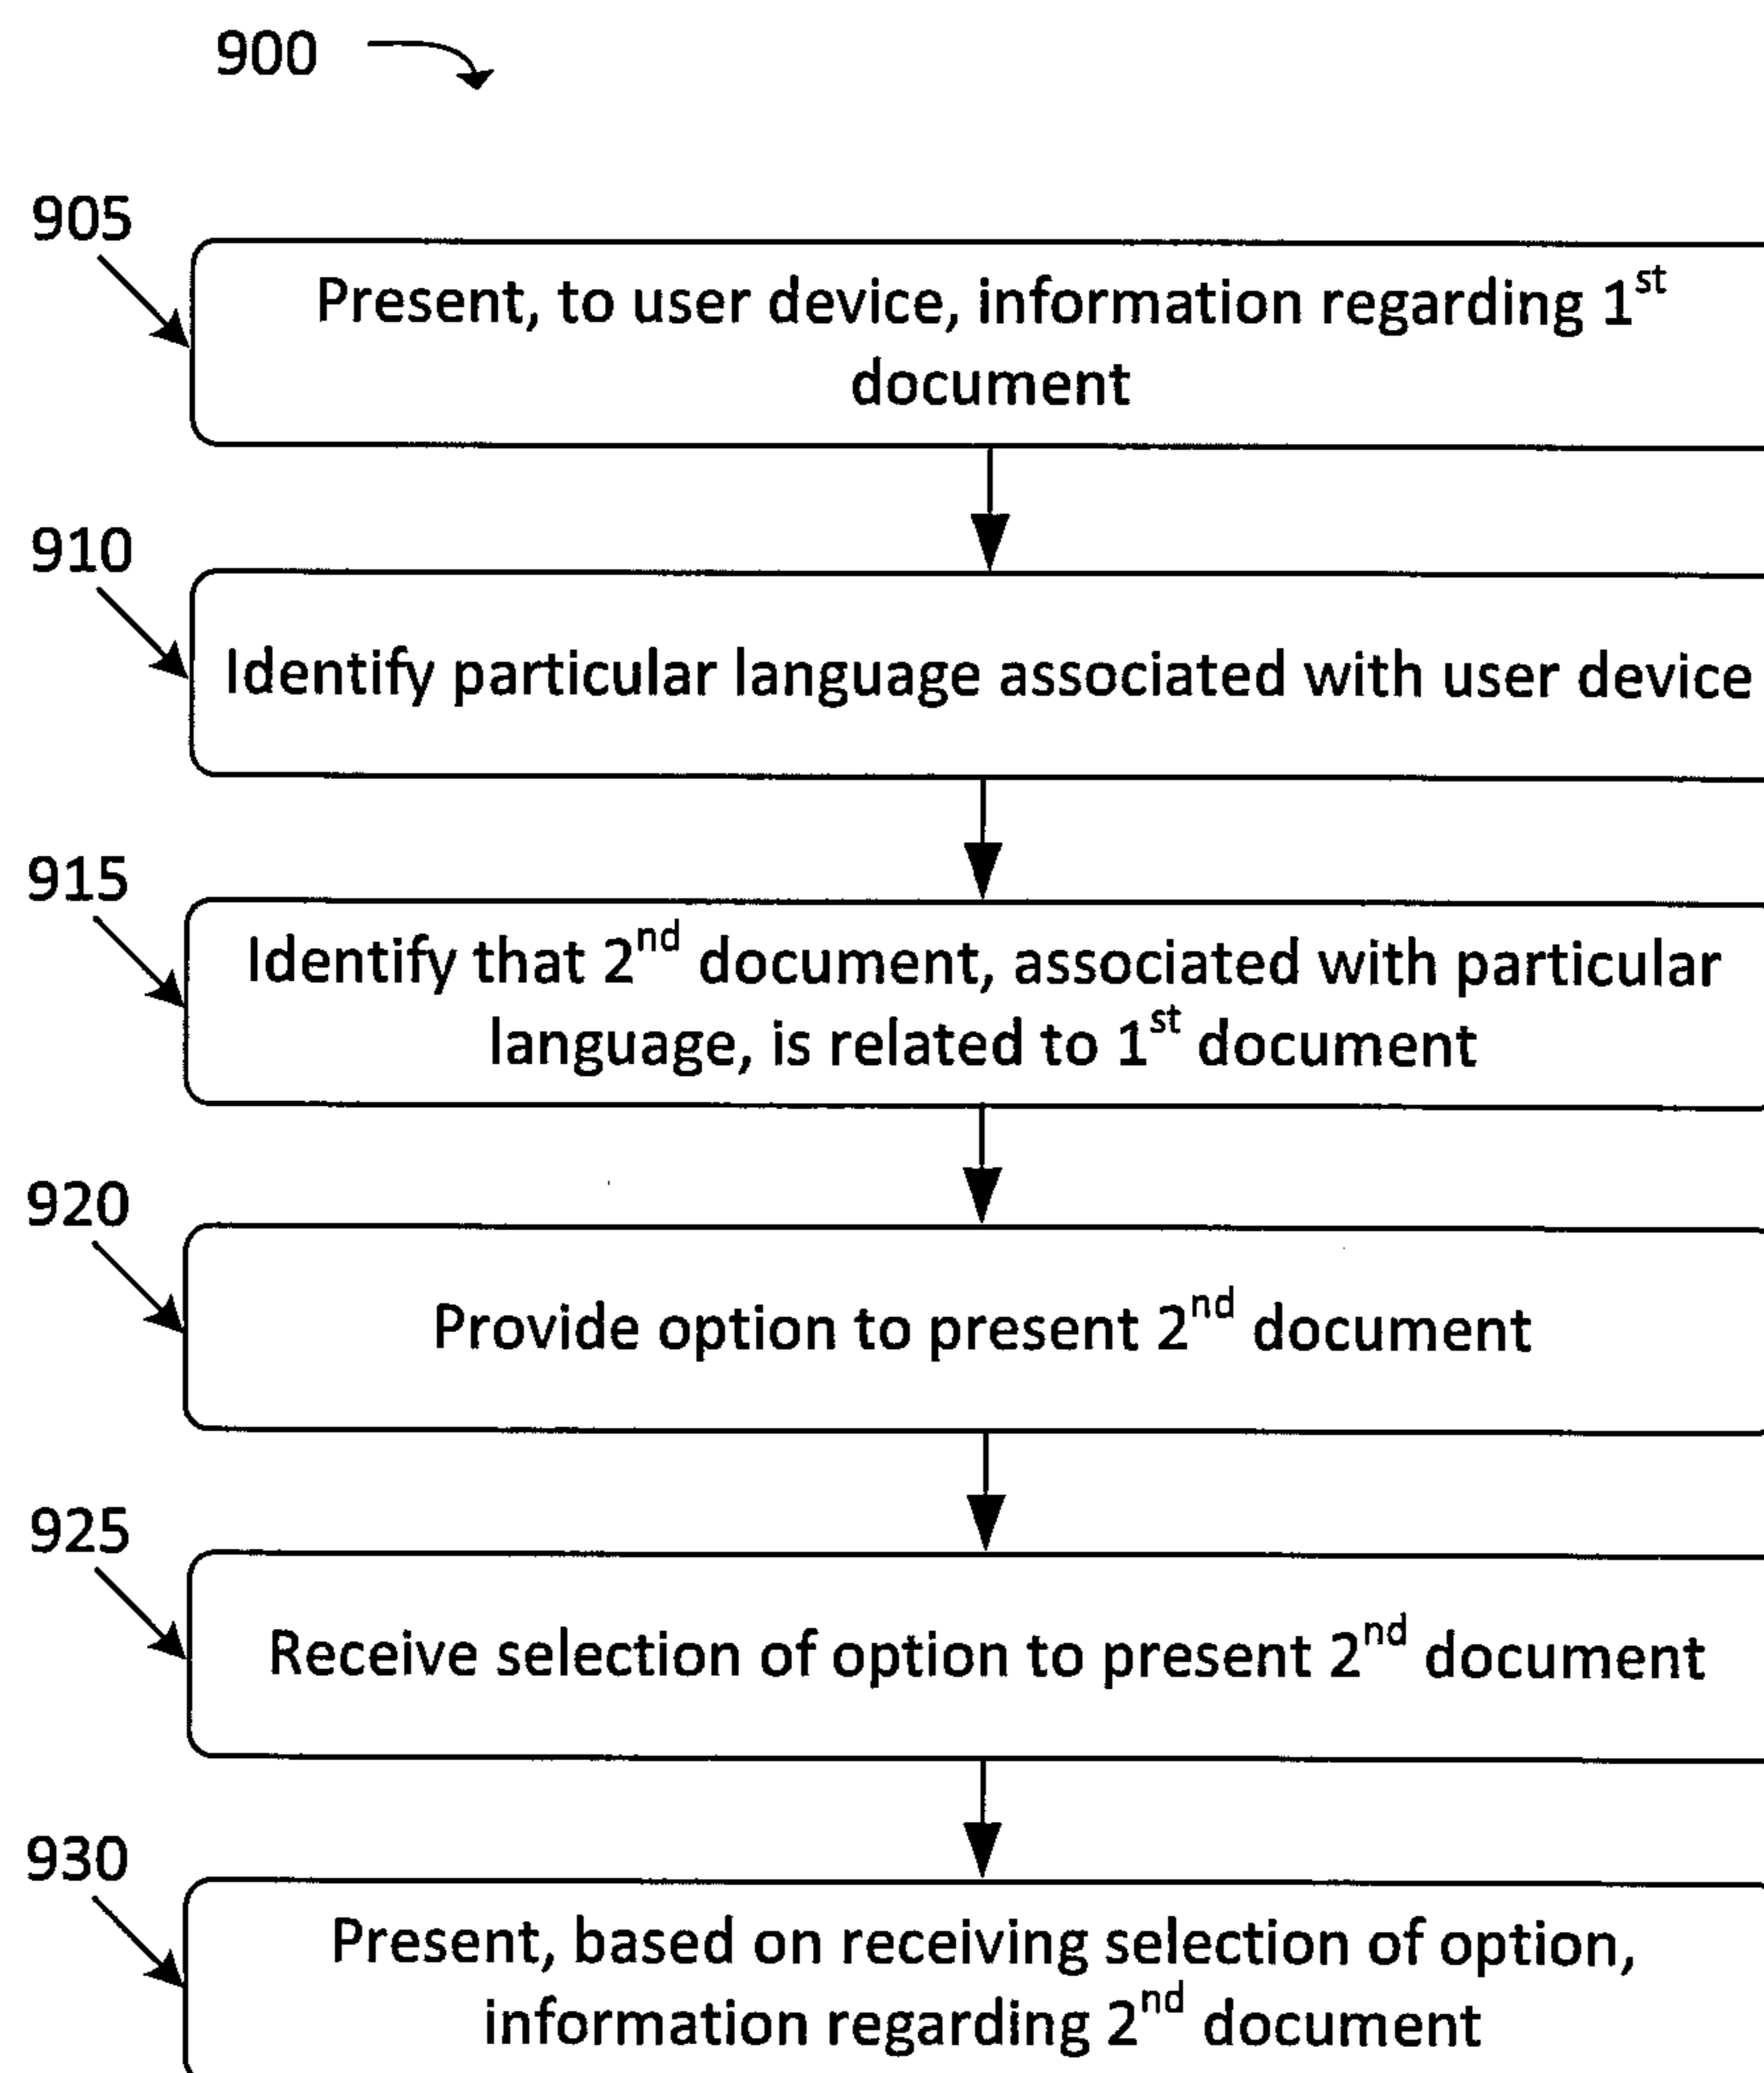 900
905
Present, to user device, information regarding 1st
document
910
Identify particular language associated with user device
915
Identify that 2nd document, associated with particular
language, is related to 1st document
920
Provide option to present 2nd document
925
Receive selection of option to present 2nd document
930
Present, based on receiving selection of option,
information regarding 2nd document